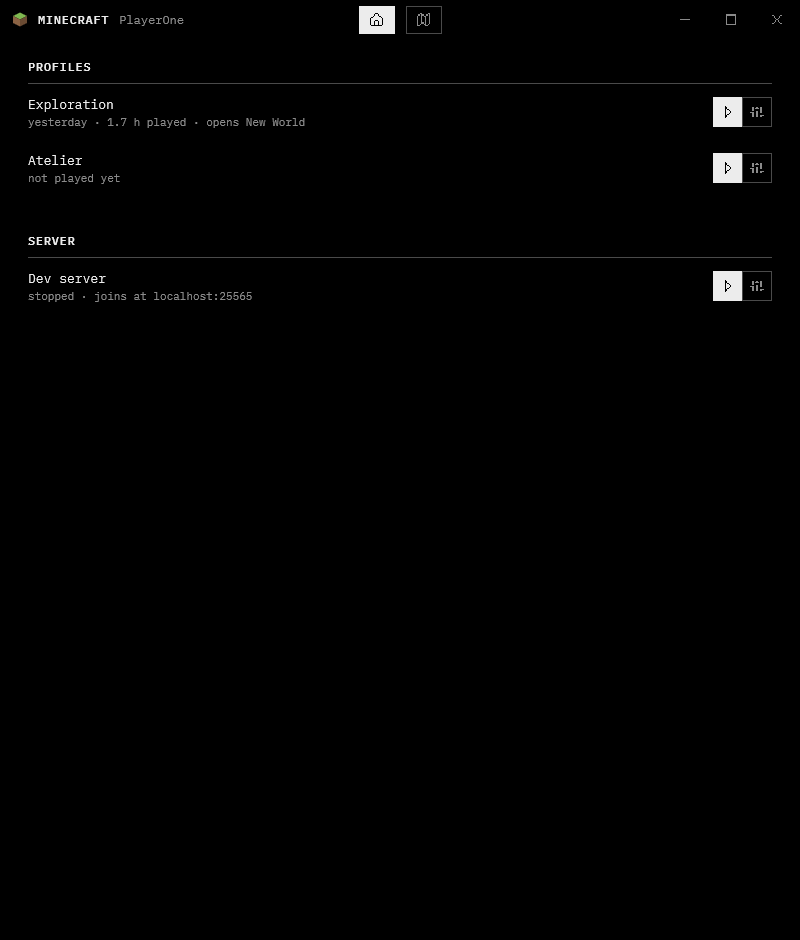 MINECRAFT PlayerOne
PROFILES
Exploration
yesterday · 1.7 h played · opens New World
Atelier
not played yet
SERVER
Dev server
stopped · joins at localhost:25565